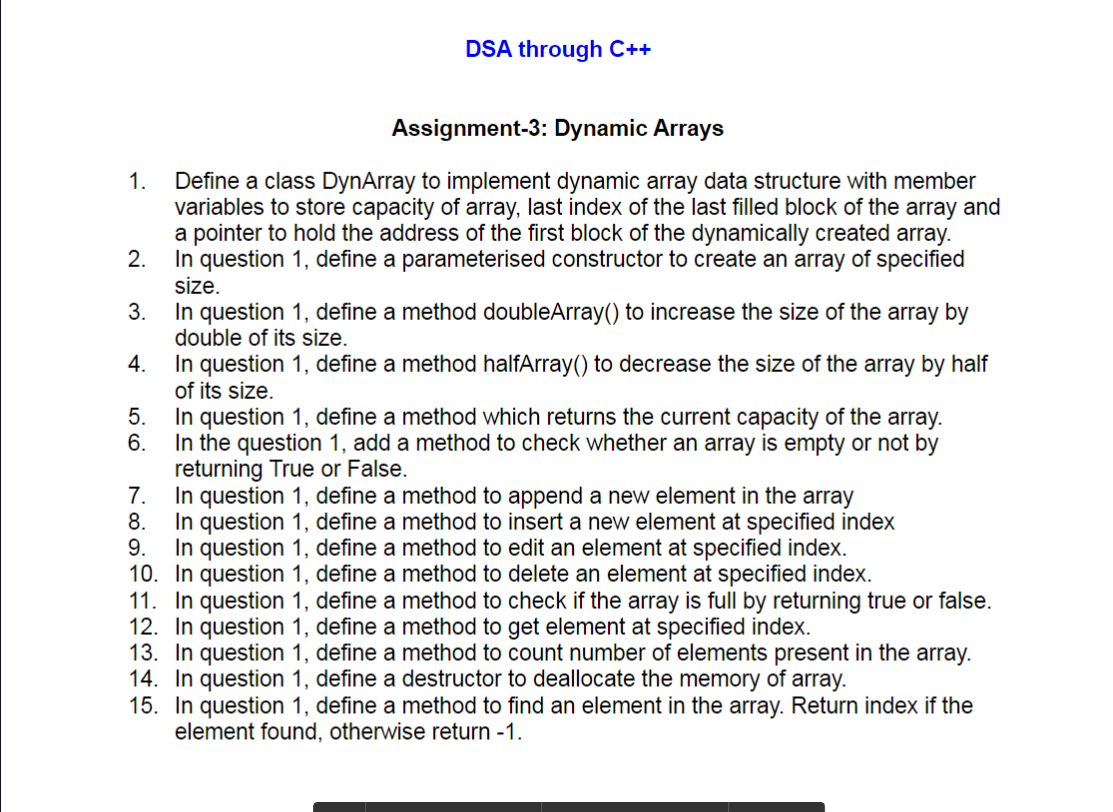 DSA through C++
Assignment-3: Dynamic Arrays
1. Define a class DynArray to implement dynamic array data structure with member
variables to store capacity of array, last index of the last filled block of the array and
a pointer to hold the address of the first block of the dynamically created array.
2. In question 1, define a parameterised constructor to create an array of specified
size.
3. In question 1, define a method doubleArray() to increase the size of the array by
double of its size.
4. In question 1, define a method halfArray() to decrease the size of the array by half
of its size.
5. In question 1, define a method which returns the current capacity of the array.
6. In the question 1, add a method to check whether an array is empty or not by
returning True or False.
7. In question 1, define a method to append a new element in the array
8. In question 1, define a method to insert a new element at specified index
9. In question 1, define a method to edit an element at specified index.
10. In question 1, define a method to delete an element at specified index.
11. In question 1, define a method to check if the array is full by returning true or false.
12. In question 1, define a method to get element at specified index.
13. In question 1, define a method to count number of elements present in the array.
14. In question 1, define a destructor to deallocate the memory of array.
15. In question 1, define a method to find an element in the array. Return index if the
element found, otherwise return -1.